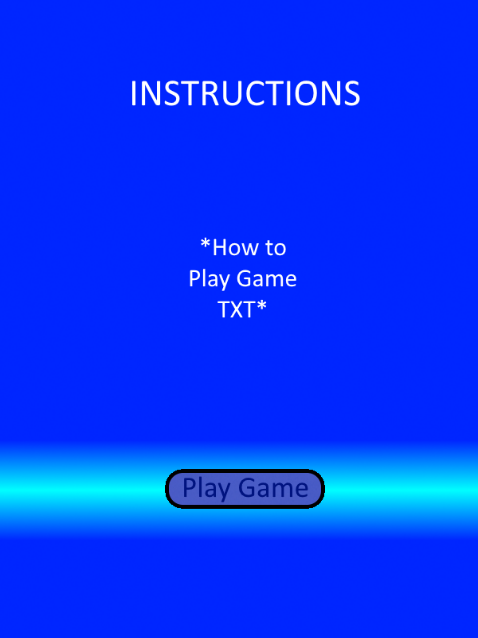 INSTRUCTIONS
*How to
Play Game
TXT*
Play Game